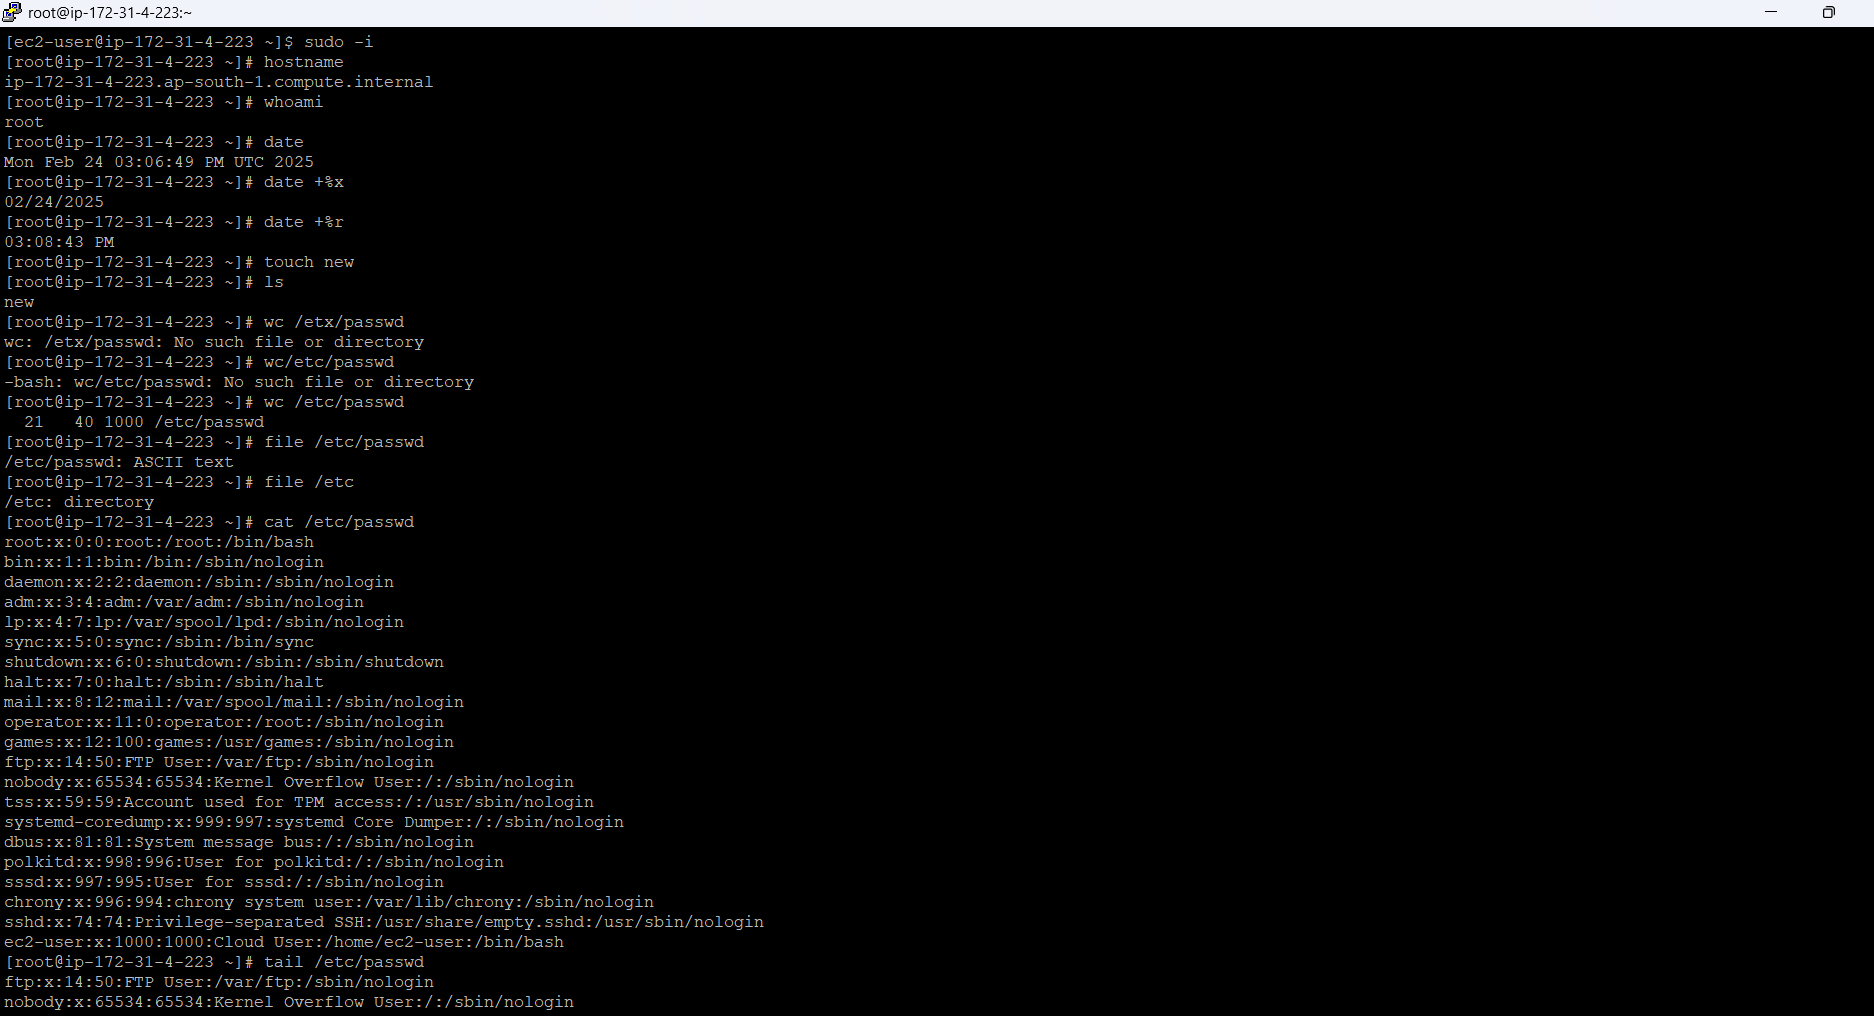 root@ip-172-31-4-223:~
[ec2-user@ip-172-31-4-223 ~]$ sudo -i
[root@ip-172-31-4-223 ~]# hostname
ip-172-31-4-223.ap-south-1.compute.internal
[root@ip-172-31-4-223 ~]# whoami
root
[root@ip-172-31-4-223 ~]# date
Mon Feb 24 03:06:49 PM UTC 2025
[root@ip-172-31-4-223 ~]# date +%x
02/24/2025
[root@ip-172-31-4-223 ~]# date +%r
03:08:43 PM
[root@ip-172-31-4-223 ~]# touch new
[root@ip-172-31-4-223 ~]# ls
new
[root@ip-172-31-4-223 ~]# wc /etx/passwd
wc: /etx/passwd: No such file or directory
[root@ip-172-31-4-223 ~]# wc/etc/passwd
-bash: wc/etc/passwd: No such file or directory
[root@ip-172-31-4-223 ~]# wc /etc/passwd
  21   40 1000 /etc/passwd
[root@ip-172-31-4-223 ~]# file /etc/passwd
/etc/passwd: ASCII text
[root@ip-172-31-4-223 ~]# file /etc
/etc: directory
[root@ip-172-31-4-223 ~]# cat /etc/passwd
root:x:0:0:root:/root:/bin/bash
bin:x:1:1:bin:/bin:/sbin/nologin
daemon:x:2:2:daemon:/sbin:/sbin/nologin
adm:x:3:4:adm:/var/adm:/sbin/nologin
lp:x:4:7:lp:/var/spool/lpd:/sbin/nologin
sync:x:5:0:sync:/sbin:/bin/sync
shutdown:x:6:0:shutdown:/sbin:/sbin/shutdown
halt:x:7:0:halt:/sbin:/sbin/halt
mail:x:8:12:mail:/var/spool/mail:/sbin/nologin
operator:x:11:0:operator:/root:/sbin/nologin
games:x:12:100:games:/usr/games:/sbin/nologin
ftp:x:14:50:FTP User:/var/ftp:/sbin/nologin
nobody:x:65534:65534:Kernel Overflow User:/:/sbin/nologin
tss:x:59:59:Account used for TPM access:/:/usr/sbin/nologin
systemd-coredump:x:999:997:systemd Core Dumper:/:/sbin/nologin
dbus:x:81:81:System message bus:/:/sbin/nologin
polkitd:x:998:996:User for polkitd:/:/sbin/nologin
sssd:x:997:995:User for sssd:/:/sbin/nologin
chrony:x:996:994:chrony system user:/var/lib/chrony:/sbin/nologin
sshd:x:74:74:Privilege-separated SSH:/usr/share/empty.sshd:/usr/sbin/nologin
ec2-user:x:1000:1000:Cloud User:/home/ec2-user:/bin/bash
[root@ip-172-31-4-223 ~]# tail /etc/passwd
ftp:x:14:50:FTP User:/var/ftp:/sbin/nologin
nobody:x:65534:65534:Kernel Overflow User:/:/sbin/nologin